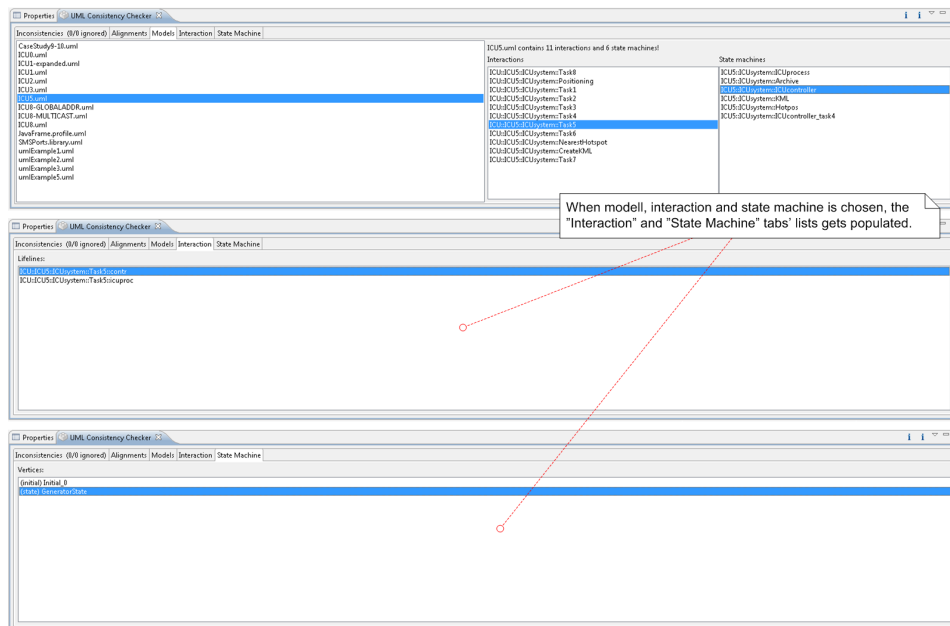 Properties UML Consistency Checker
Inconsistencies (0/0 ignored) Alignments Models Interaction State Machine
CaseStudy9-18.uml
ICU0.uml
ICU1-expanded.uml
ICU1.uml
ICU2.uml
ICU3.uml
ICU5.uml
ICU8-GLOBALADDR.uml
ICU8-MULTICAST.uml
ICU8.uml
JavaFrame.profile.uml
SMSPorts.library.uml
umlExample1.uml
umlExample2.uml
umlExample3.uml
umlExample5.uml
ICU5.uml contains 11 interactions and 6 state machines!
Interactions
ICU::ICU5::ICUsystem::Task8
ICU::ICU5::ICUsystem::Positioning
ICU::ICU5::ICUsystem::Task1
ICU::ICU5::ICUsystem::Task2
ICU::ICU5::ICUsystem::Task3
ICU::ICU5::ICUsystem::Task4
ICU::ICU5::ICUsystem::Task5
ICU::ICU5::ICUsystem::Task6
ICU::ICU5::ICUsystem::NearestHotspot
ICU::ICU5::ICUsystem::CreateKML
ICU::ICU5::ICUsystem::Task7
State machines
ICU5::ICUsystem::ICUprocess
ICU5::ICUsystem::Archive
ICU5::ICUsystem::ICUcontroller
ICU5::ICUsystem::KML
ICU5::ICUsystem::Hotpos
ICU5::ICUsystem::ICUcontroller_task4
When modell, interaction and state machine is chosen, the
"Interaction" and "State Machine" tabs' lists gets populated.
Properties UML Consistency Checker
Inconsistencies (0/0 ignored) Alignments Models Interaction State Machine
Lifelines:
ICU::ICU5::ICUsystem::Task5::contr
ICU::ICU5::ICUsystem::Task5::icuproc
Properties UML Consistency Checker
Inconsistencies (0/0 ignored) Alignments Models Interaction State Machine
Vertices:
(initial) Initial_0
(state) GeneratorState